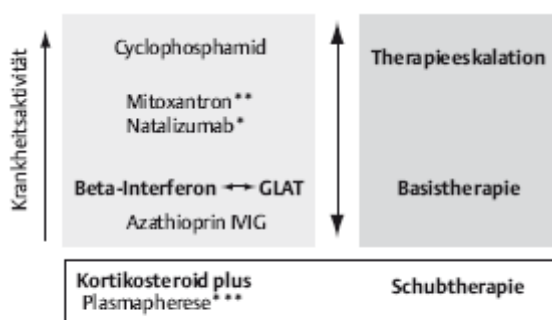 Krankheitsaktivität
Cyclophosphamid
Therapieeskalation
Mitoxantron**
Natalizumab*
Beta-Interferon ↔ GLAT
Basistherapie
Azathioprin IVIG
Kortikosteroid plus
Schubtherapie
Plasmapherese***